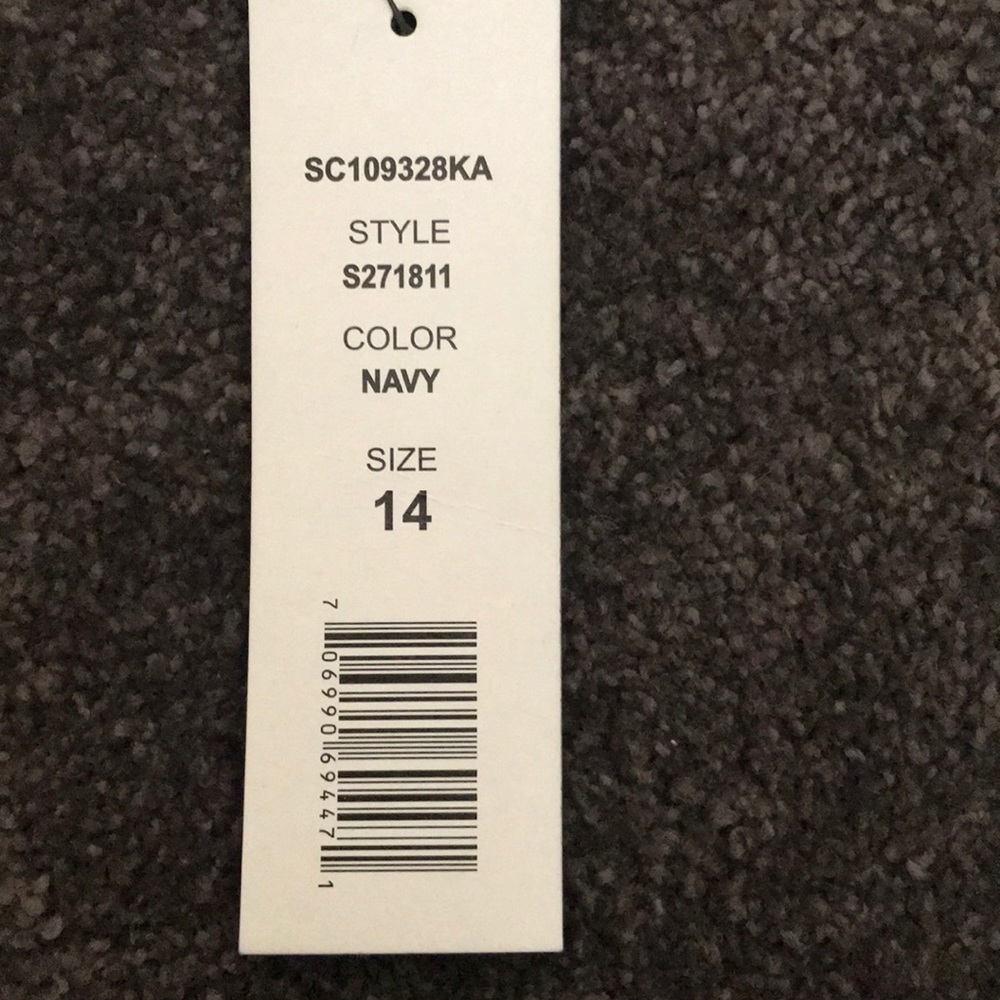 SC109328KA
STYLE
S271811
COLOR
NAVY
SIZE
14
7 06990 69447 1